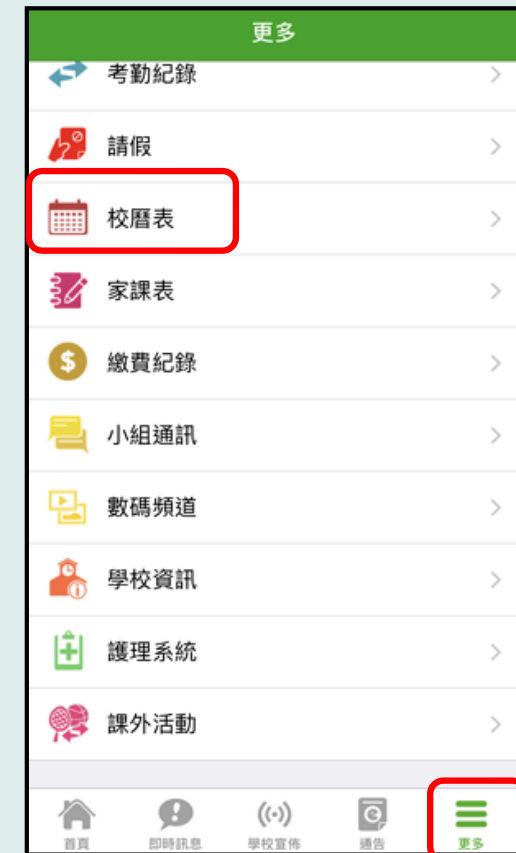 更多
考勤紀錄
請假
校曆表
家課表
繳費紀錄
小組通訊
數碼頻道
學校資訊
護理系統
課外活動
首頁
即時訊息
學校宣佈
通告
更多